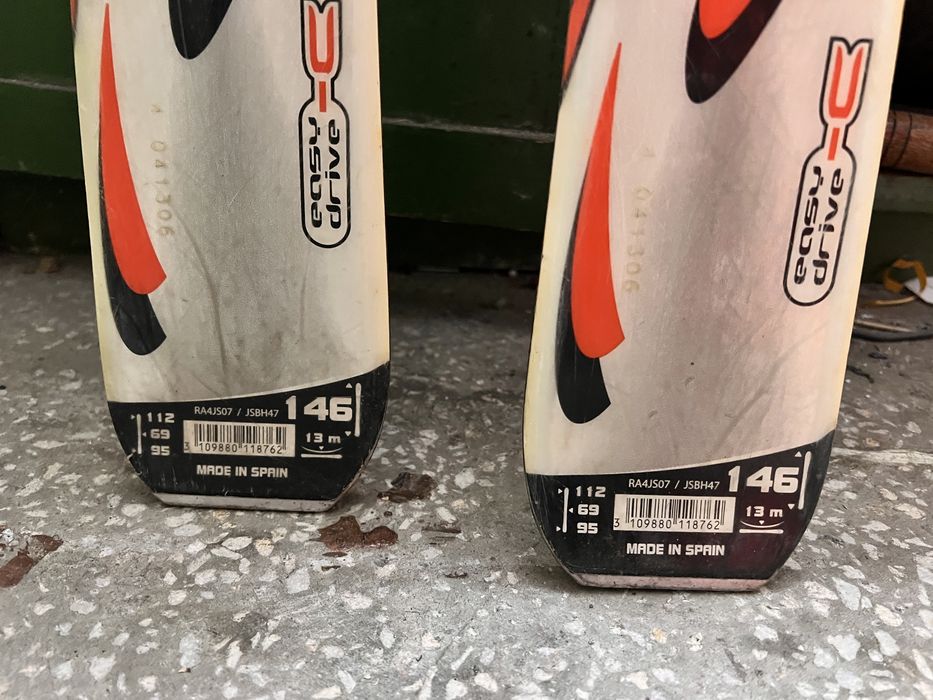 easy
drive
A 041306
RA4JS07 / JSBH47
146
112
69
95
3 109880 118762
13 m
MADE IN SPAIN
easy
drive
A 041306
RA4JS07 / JSBH47
146
112
69
95
3 109880 118762
13 m
MADE IN SPAIN